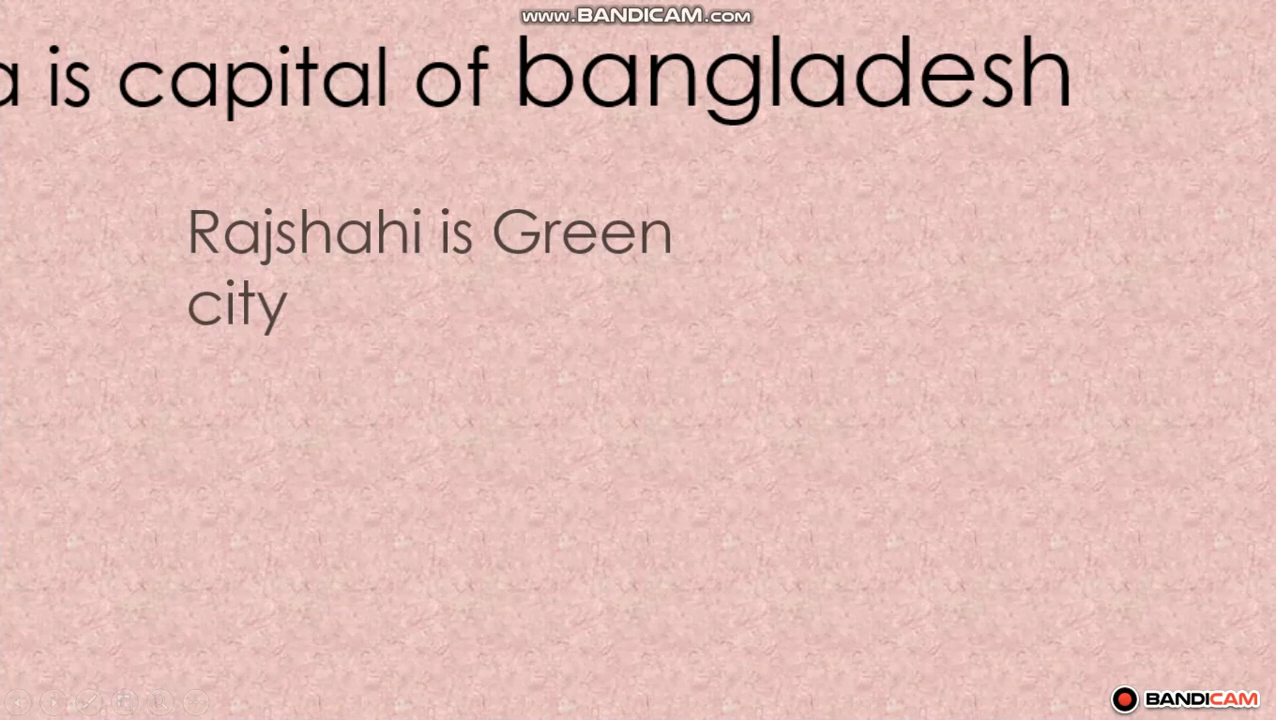 www.BANDICAM.com
a is capital of bangladesh
Rajshahi is Green
city
BANDICAM